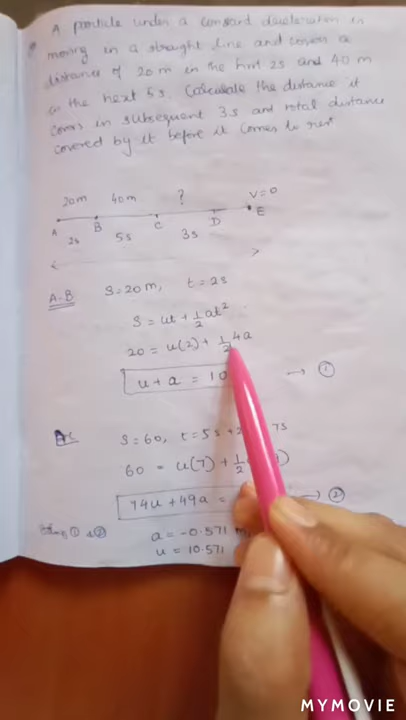 A particle under a constant deceleration is
moving in a straight line and covers a
distance of 20 m in the first 2s and 40 m
in the next 5s. Calculate the distance it
covers in subsequent 3s and total distance
covered by it before it comes to rest
20m 40m ? V=0
A B C D E
2s 5s 3s
A-B S=20m, t=2s
S = ut + 1/2 at²
20 = u(2) + 1/2 4a
u + a = 10 → ①
S=60, t=5s + 7s
60 = u(7) + 1/2
14u + 49a = → ②
① & ② a = -0.571 m
u = 10.571
MYMOVIE